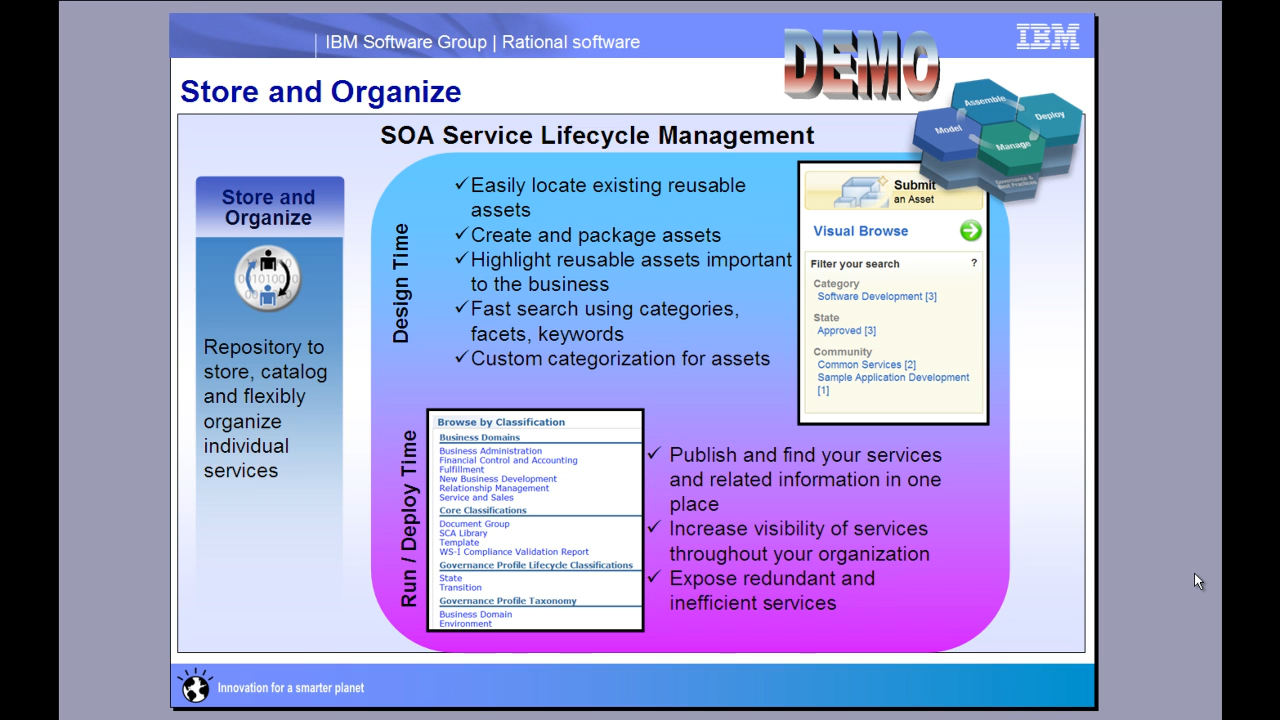 IBM Software Group | Rational software
IBM
DEMO
Store and Organize
Assemble
Deploy
Model
Manage
Governance &
Best Practices
SOA Service Lifecycle Management
Store and
Organize
Repository to
store, catalog
and flexibly
organize
individual
services
Design Time
✓Easily locate existing reusable
assets
✓Create and package assets
✓Highlight reusable assets important
to the business
✓Fast search using categories,
facets, keywords
✓Custom categorization for assets
Submit
an Asset
Visual Browse
Filter your search ?
Category
Software Development [3]
State
Approved [3]
Community
Common Services [2]
Sample Application Development
[1]
Run / Deploy Time
Browse by Classification
Business Domains
Business Administration
Financial Control and Accounting
Fulfillment
New Business Development
Relationship Management
Service and Sales
Core Classifications
Document Group
SCA Library
Template
WS-I Compliance Validation Report
Governance Profile Lifecycle Classifications
State
Transition
Governance Profile Taxonomy
Business Domain
Environment
✓ Publish and find your services
and related information in one
place
✓ Increase visibility of services
throughout your organization
✓ Expose redundant and
inefficient services
Innovation for a smarter planet